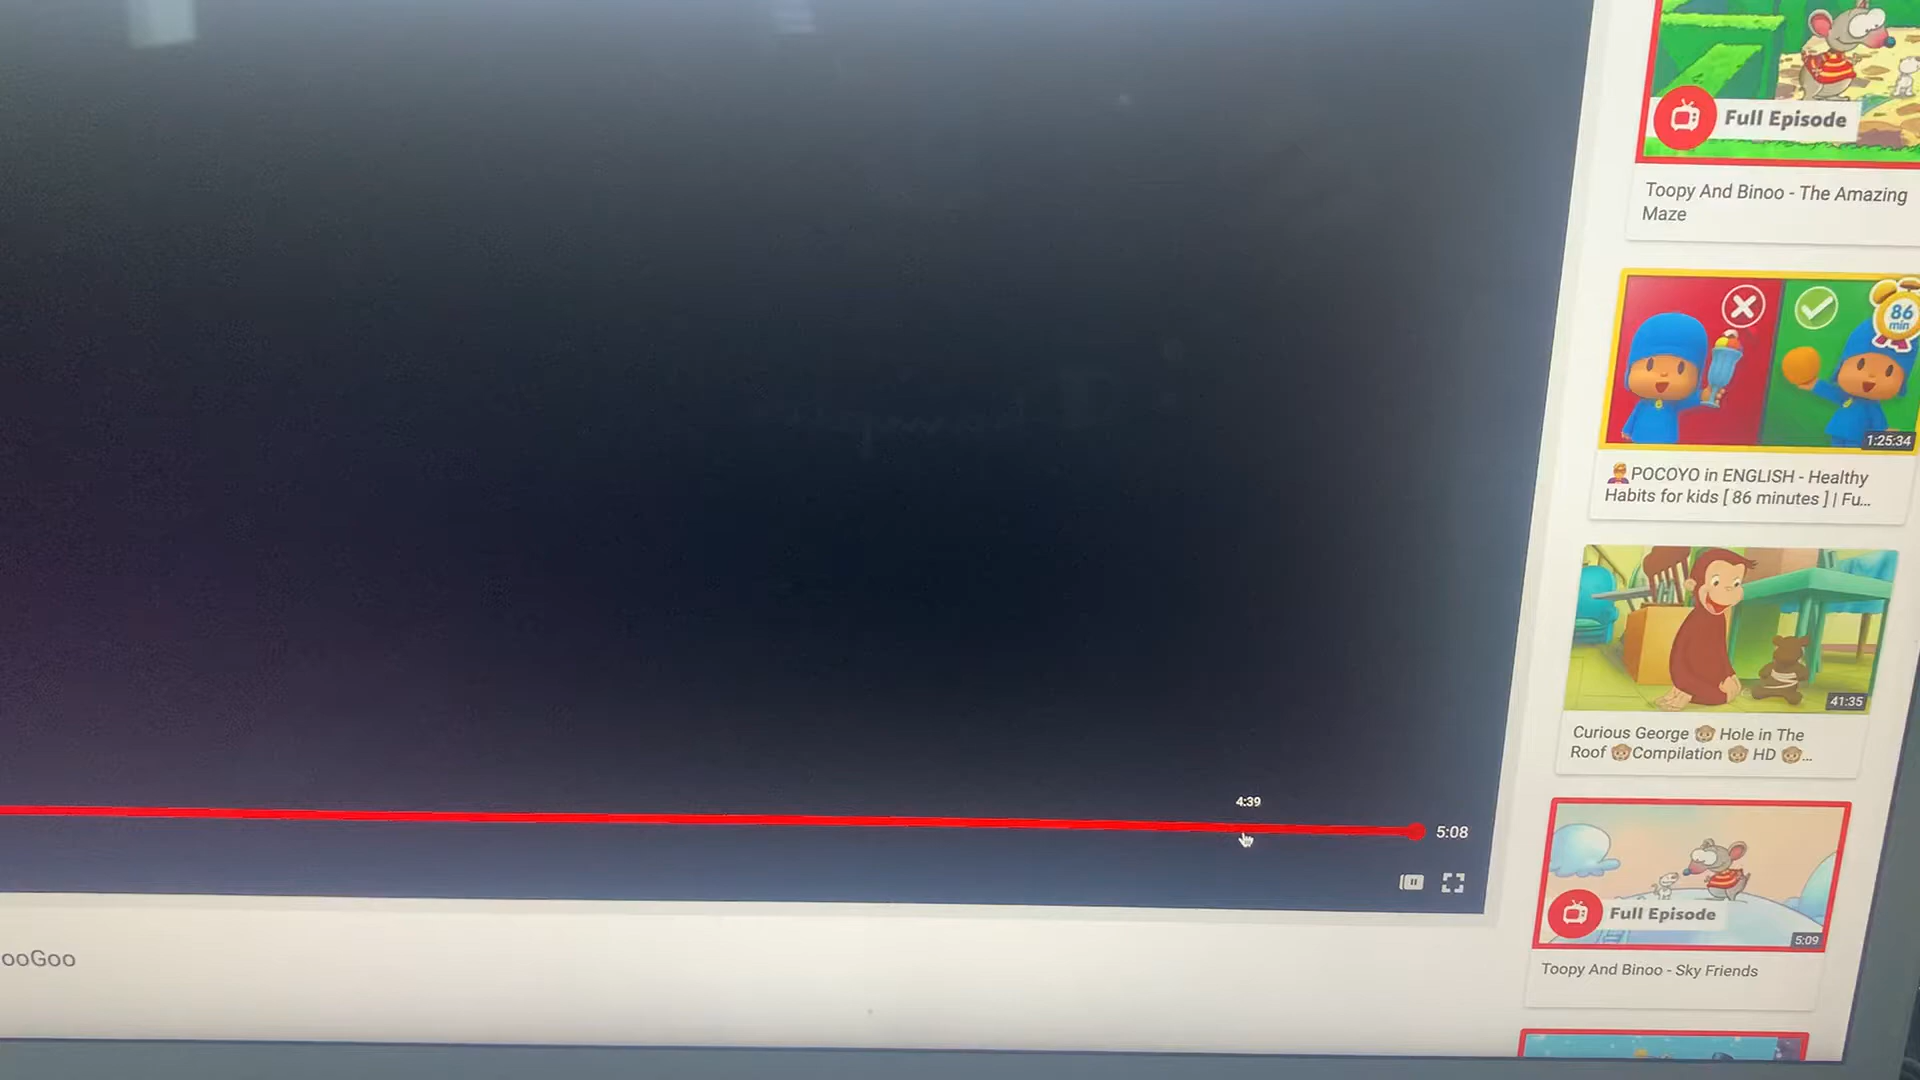 Full Episode
Toopy And Binoo - The Amazing
Maze
86
min
1:25:34
POCOYO in ENGLISH - Healthy
Habits for kids [ 86 minutes ] | Fu...
41:35
Curious George 🐵 Hole in The
Roof 🐵Compilation 🐵 HD 🐵...
4:39
5:08
Full Episode
5:09
Toopy And Binoo - Sky Friends
ooGoo